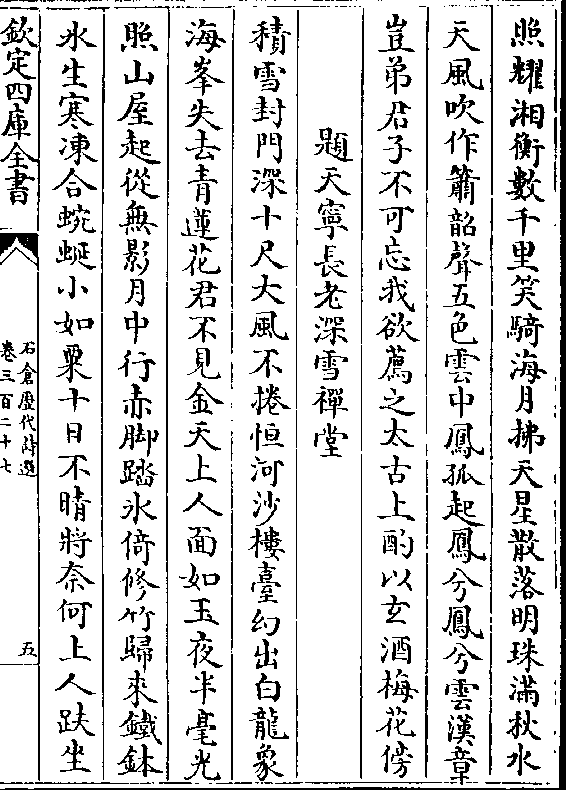 照耀湘衡數千里笑騎海月拂天星散落明珠滿秋水
天風吹作簫韶聲五色雲中鳳孤起鳳兮鳳兮雲漢章
豈弟君子不可忘我欲薦之太古上酌以玄酒梅花傍
題天寧長老深雪禪堂
積雪封門深十尺大風不捲恒河沙樓臺幻出白龍象
海峯失去青蓮花君不見金天上人面如玉夜半毫光
照山屋起從無影月中行赤脚踏氷倚修竹歸來鐵鉢
氷生寒凍合蜿蜒小如粟十日不晴將奈何上人趺坐
欽定四庫全書
石倉歷代詩選
卷三百二十七
五